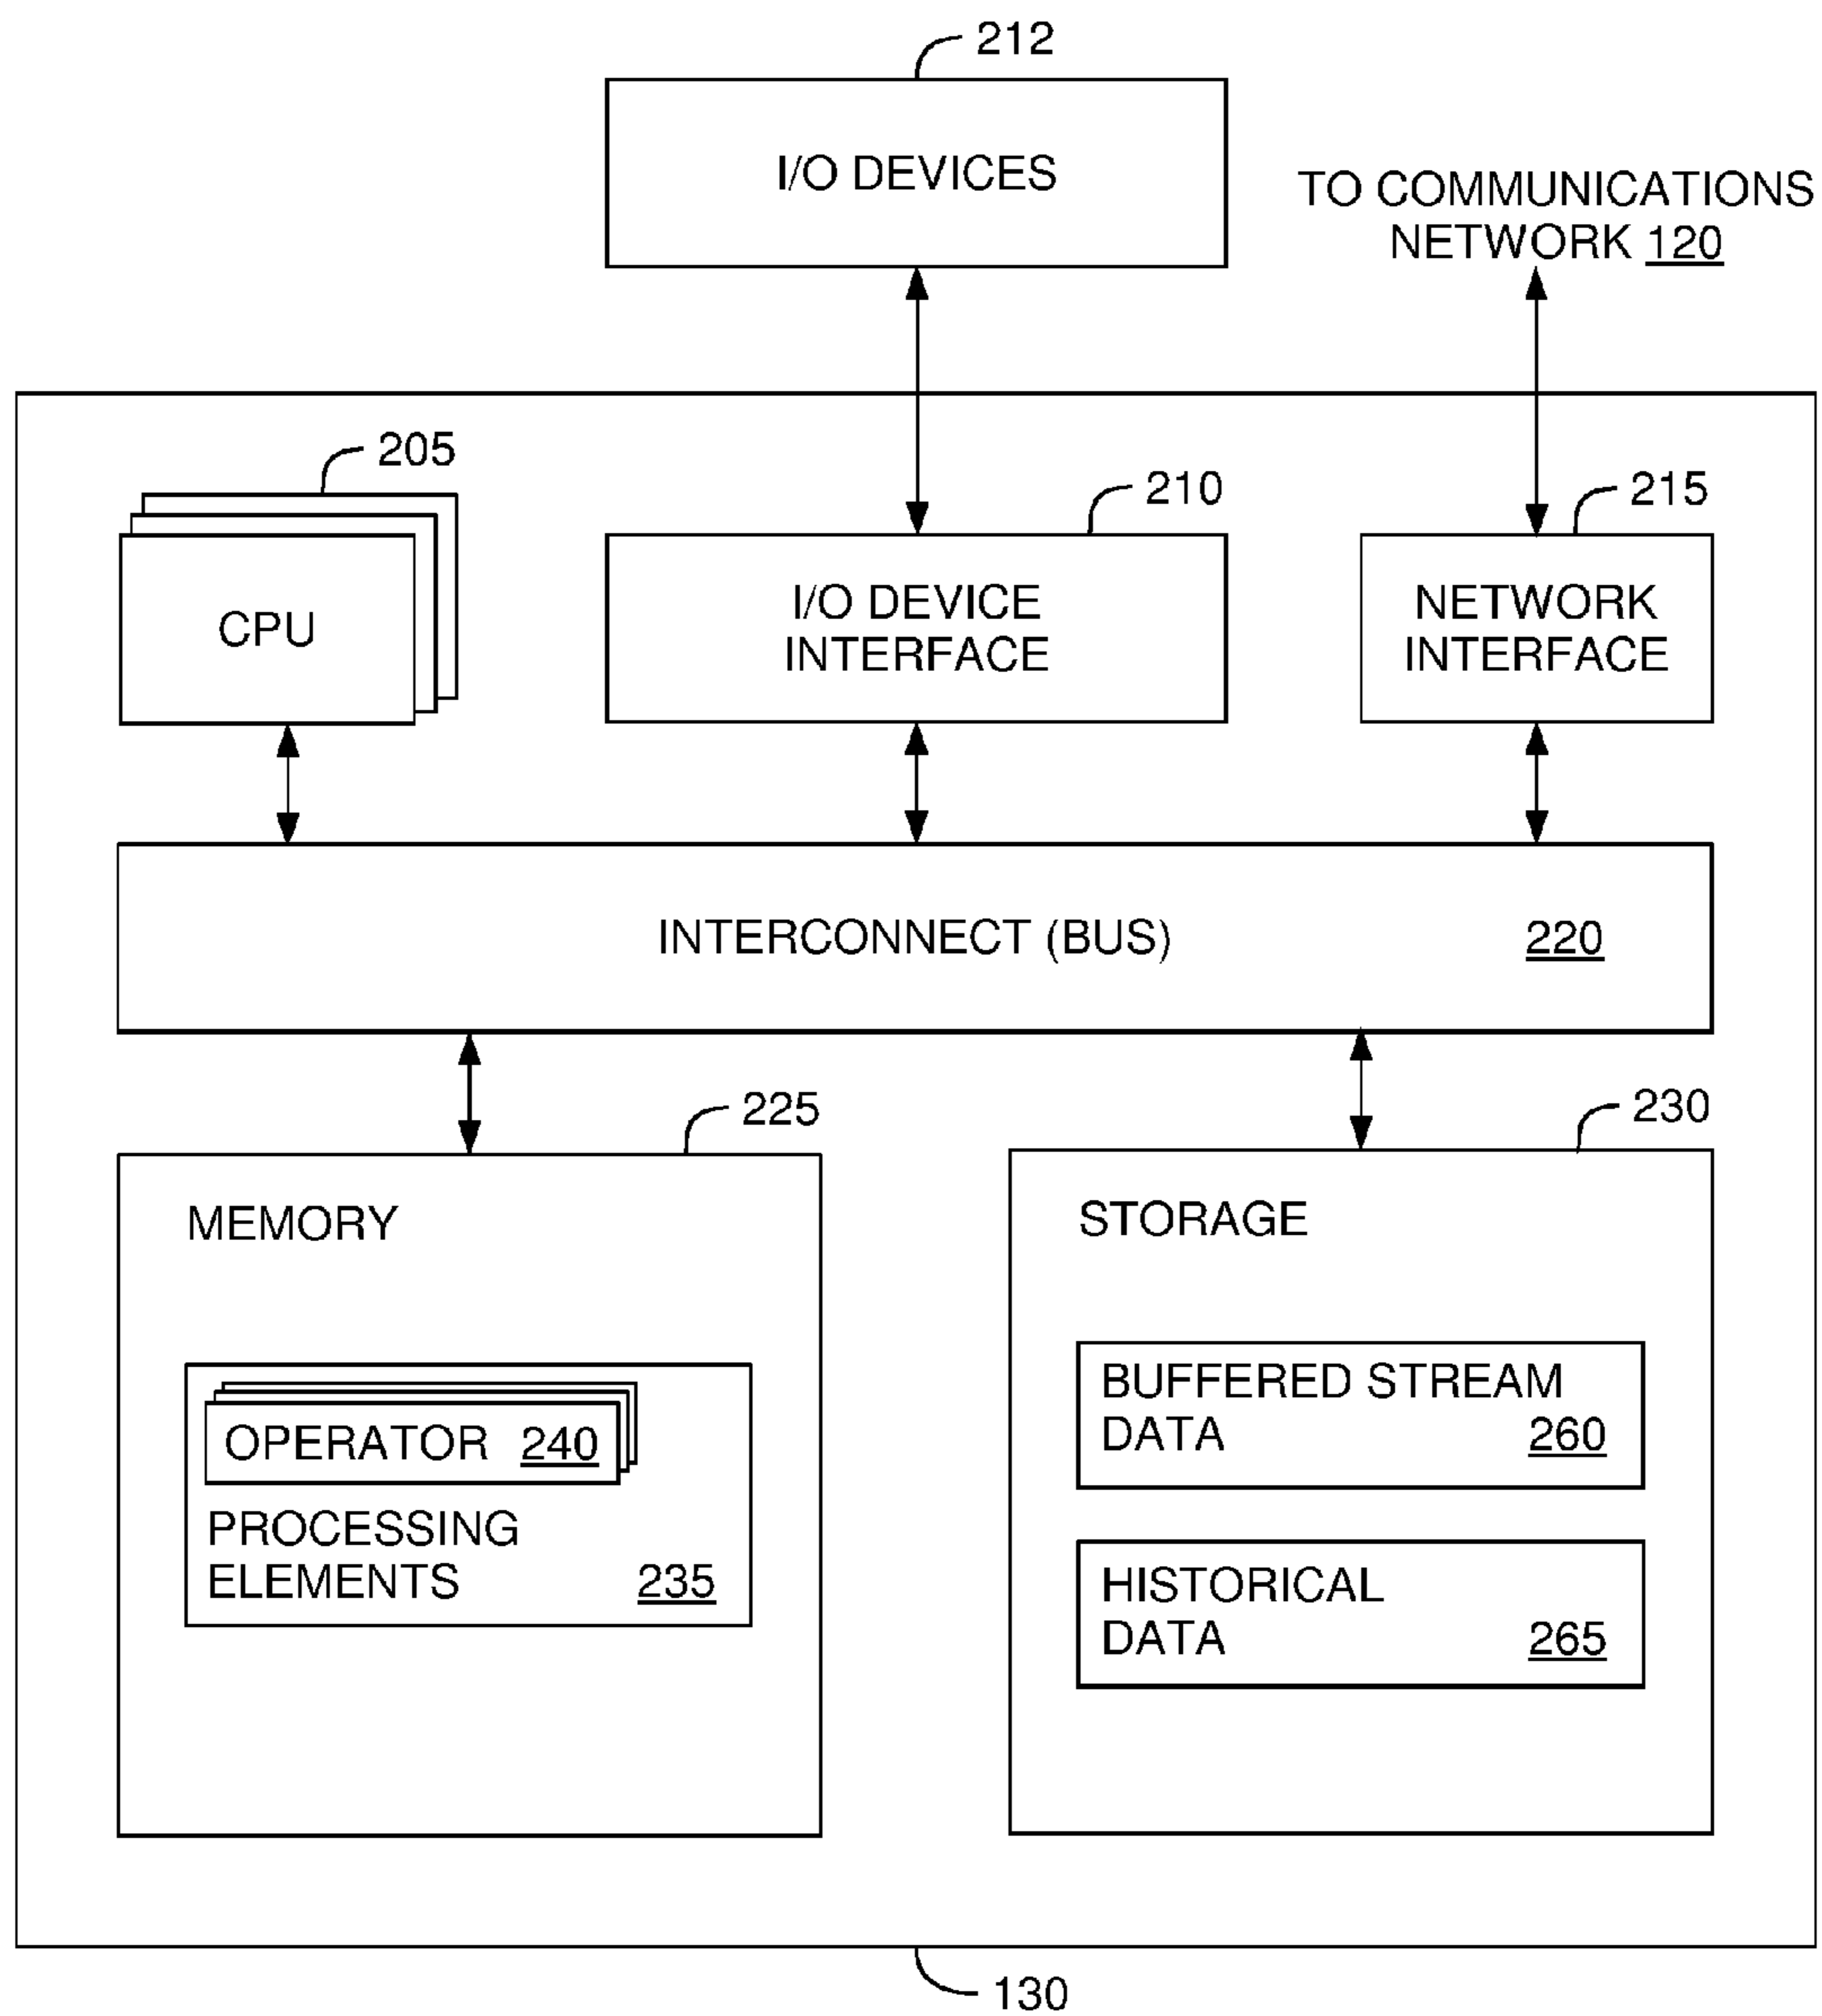 212
I/O DEVICES
TO COMMUNICATIONS
NETWORK 120
205
210
215
CPU
I/O DEVICE
INTERFACE
NETWORK
INTERFACE
INTERCONNECT (BUS) 220
225
230
MEMORY
STORAGE
OPERATOR 240
PROCESSING
ELEMENTS 235
BUFFERED STREAM
DATA 260
HISTORICAL
DATA 265
130